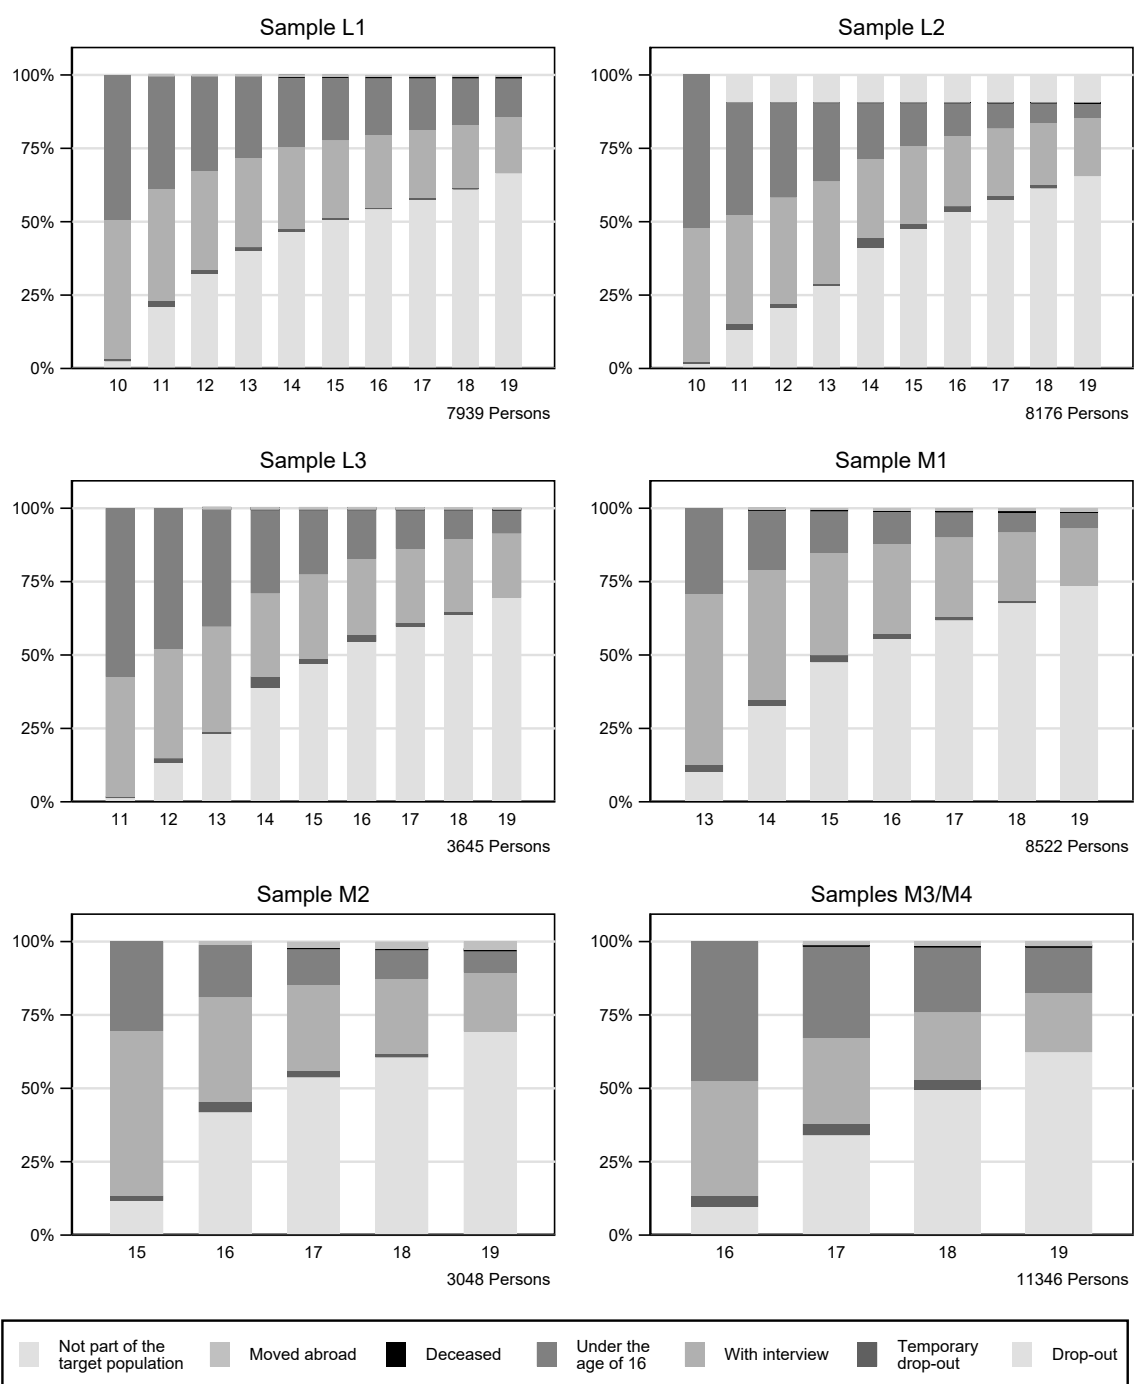 Sample L1
Sample L2
100%
75%
50%
25%
0%
10 11 12 13 14 15 16 17 18 19
7939 Persons
100%
75%
50%
25%
0%
10 11 12 13 14 15 16 17 18 19
8176 Persons
Sample L3
Sample M1
100%
75%
50%
25%
0%
11 12 13 14 15 16 17 18 19
3645 Persons
100%
75%
50%
25%
0%
13 14 15 16 17 18 19
8522 Persons
Sample M2
Samples M3/M4
100%
75%
50%
25%
0%
15 16 17 18 19
3048 Persons
100%
75%
50%
25%
0%
16 17 18 19
11346 Persons
Not part of the
target population
Moved abroad
Deceased
Under the
age of 16
With interview
Temporary
drop-out
Drop-out